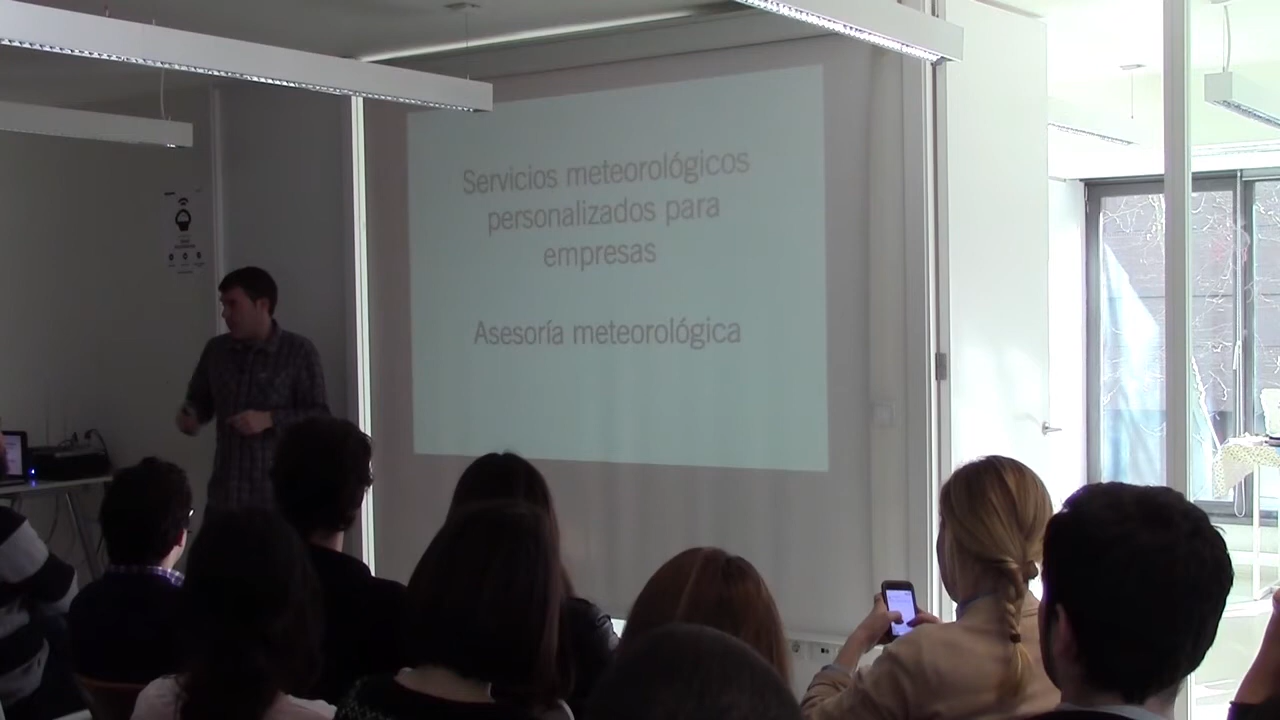 Servicios meteorológicos
personalizados para
empresas
Asesoría meteorológica